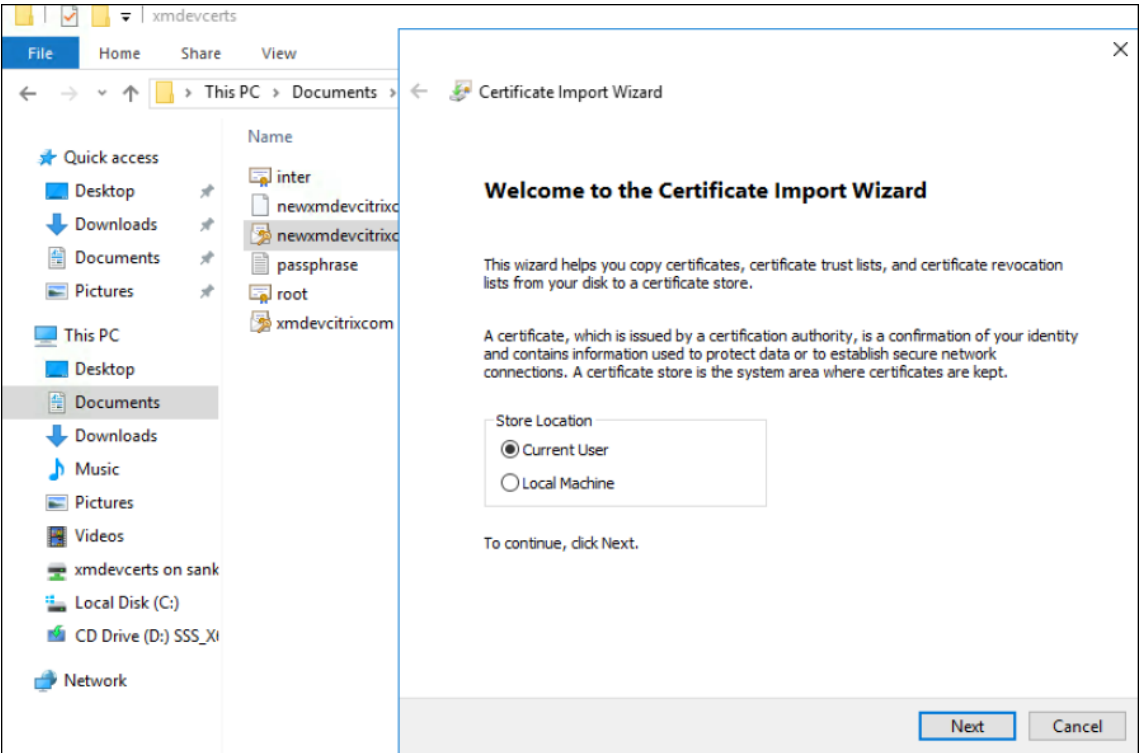 xmdevcerts
File Home Share View
This PC > Documents >
Name
Quick access
Desktop
Downloads
Documents
Pictures
This PC
Desktop
Documents
Downloads
Music
Pictures
Videos
xmdevcerts on sank
Local Disk (C:)
CD Drive (D:) SSS_X
Network
inter
newxmdevcitrixc
newxmdevcitrixc
passphrase
root
xmdevcitrixcom
Certificate Import Wizard
Welcome to the Certificate Import Wizard
This wizard helps you copy certificates, certificate trust lists, and certificate revocation
lists from your disk to a certificate store.
A certificate, which is issued by a certification authority, is a confirmation of your identity
and contains information used to protect data or to establish secure network
connections. A certificate store is the system area where certificates are kept.
Store Location
Current User
Local Machine
To continue, click Next.
Next Cancel